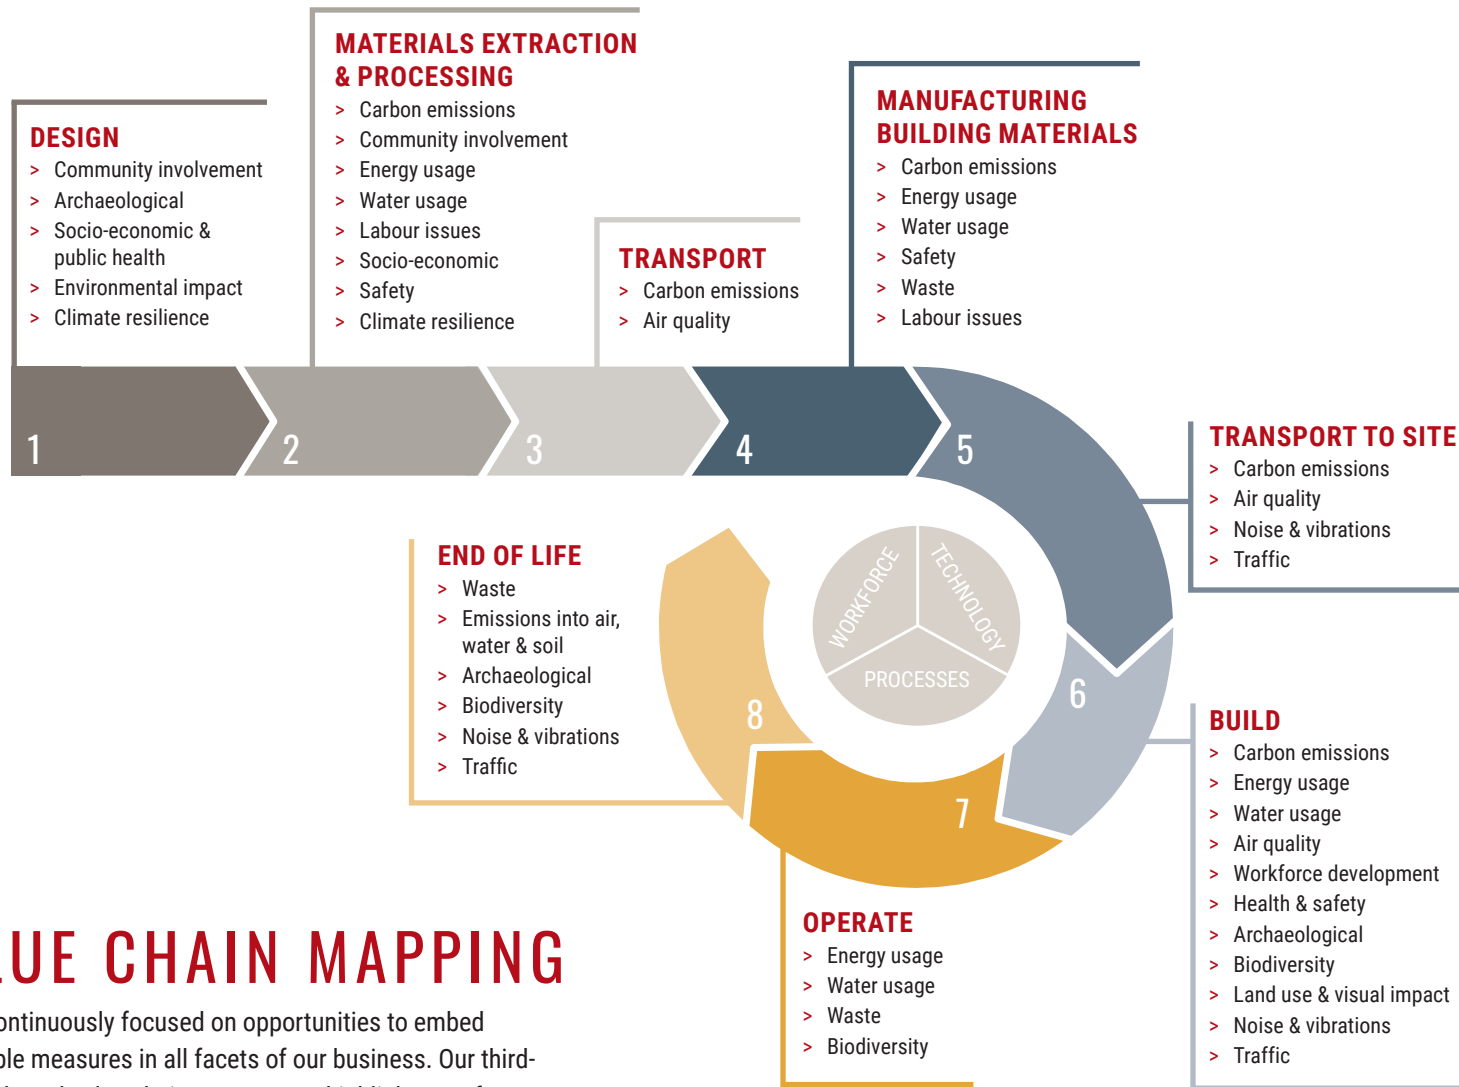 DESIGN
> Community involvement
> Archaeological
> Socio-economic &
public health
> Environmental impact
> Climate resilience
MATERIALS EXTRACTION
& PROCESSING
> Carbon emissions
> Community involvement
> Energy usage
> Water usage
> Labour issues
> Socio-economic
> Safety
> Climate resilience
TRANSPORT
> Carbon emissions
> Air quality
MANUFACTURING
BUILDING MATERIALS
> Carbon emissions
> Energy usage
> Water usage
> Safety
> Waste
> Labour issues
1
2
3
4
5
TRANSPORT TO SITE
> Carbon emissions
> Air quality
> Noise & vibrations
> Traffic
WORKFORCE
TECHNOLOGY
PROCESSES
6
BUILD
> Carbon emissions
> Energy usage
> Water usage
> Air quality
> Workforce development
> Health & safety
> Archaeological
> Biodiversity
> Land use & visual impact
> Noise & vibrations
> Traffic
7
OPERATE
> Energy usage
> Water usage
> Waste
> Biodiversity
8
END OF LIFE
> Waste
> Emissions into air,
water & soil
> Archaeological
> Biodiversity
> Noise & vibrations
> Traffic
LUE CHAIN MAPPING
ontinuously focused on opportunities to embed
ble measures in all facets of our business. Our third-